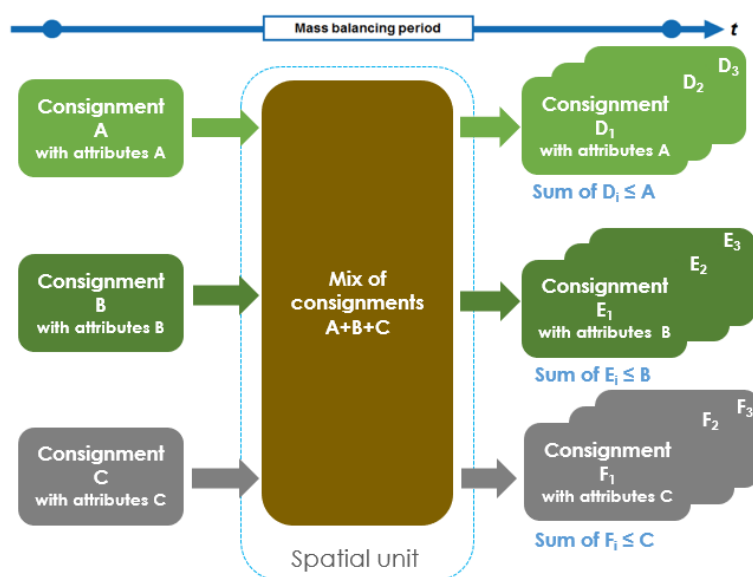 Mass balancing period
t
Consignment
A
with attributes A
Consignment
D₁
with attributes A
D₂
D₃
Sum of Dᵢ ≤ A
Consignment
B
with attributes B
Mix of
consignments
A+B+C
Consignment
E₁
with attributes B
E₂
E₃
Sum of Eᵢ ≤ B
Consignment
C
with attributes C
Consignment
F₁
with attributes C
F₂
F₃
Sum of Fᵢ ≤ C
Spatial unit